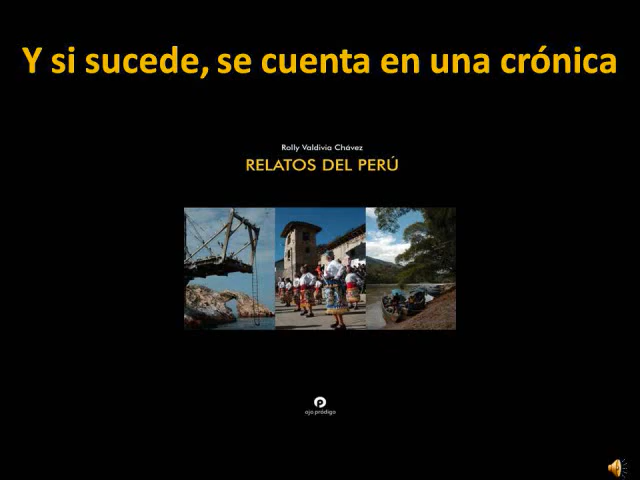 Y si sucede, se cuenta en una crónica
Rolly Valdivia Chávez
RELATOS DEL PERÚ
ojo pródigo